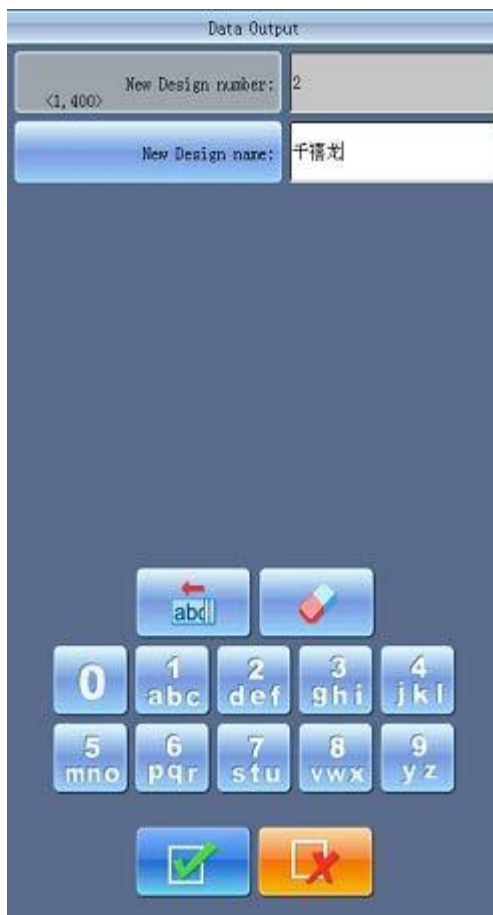 Data Output
New Design number: 2
<1,400>
New Design name: 千禧龙
abc
0
1 2 3 4
abc def ghi jkl
5 6 7 8 9
mno pqr stu vwx yz